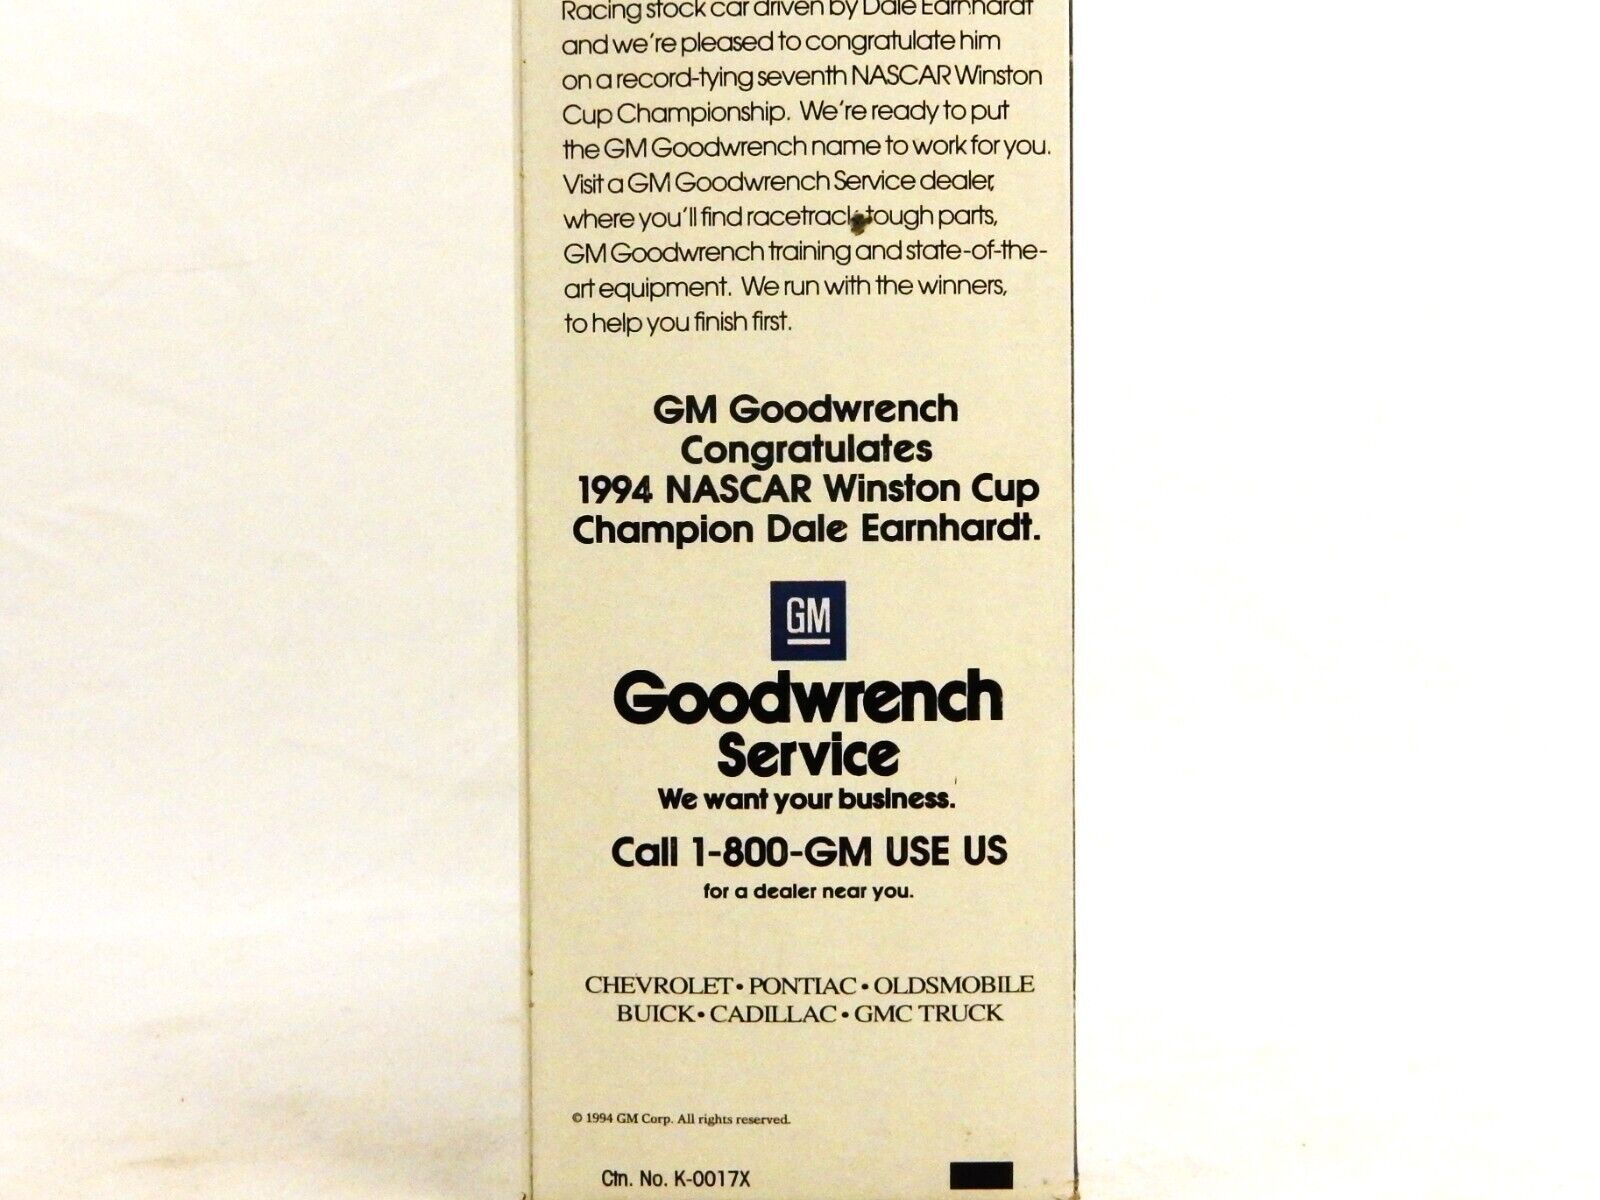 Racing stock car driven by Dale Earnhardt
and we're pleased to congratulate him
on a record-tying seventh NASCAR Winston
Cup Championship. We're ready to put
the GM Goodwrench name to work for you.
Visit a GM Goodwrench Service dealer,
where you'll find racetrack-tough parts,
GM Goodwrench training and state-of-the-
art equipment. We run with the winners,
to help you finish first.
GM Goodwrench
Congratulates
1994 NASCAR Winston Cup
Champion Dale Earnhardt.
GM
Goodwrench
Service
We want your business.
Call 1-800-GM USE US
for a dealer near you.
CHEVROLET • PONTIAC • OLDSMOBILE
BUICK • CADILLAC • GMC TRUCK
© 1994 GM Corp. All rights reserved.
Ctn. No. K-0017X